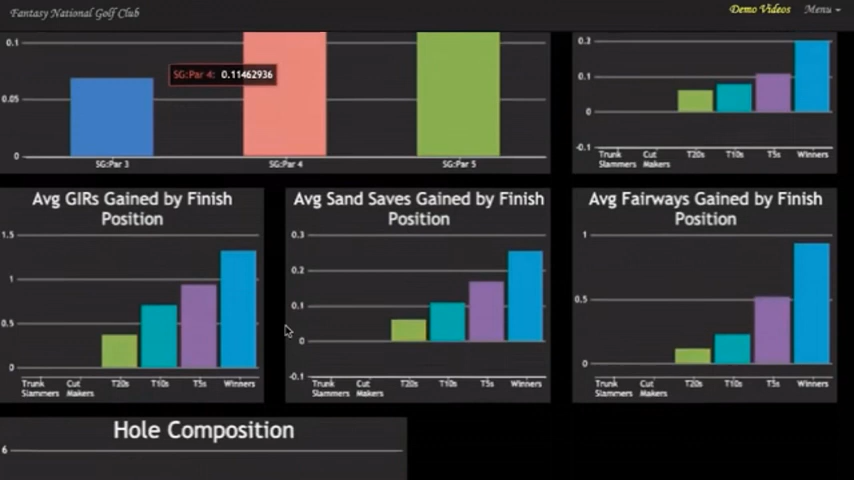 Fantasy National Golf Club
Demo Videos Menu
0.1
SG:Par 4: 0.11462936
0.05
0
SG:Par 3 SG:Par 4 SG:Par 5
0.2
0.1
0
-0.1
Trunk Slammers Cut Makers T20s T10s T5s Winners
Avg GIRs Gained by Finish
Position
1.5
1
0.5
0
Trunk Slammers Cut Makers T20s T10s T5s Winners
Avg Sand Saves Gained by Finish
Position
0.3
0.2
0.1
0
-0.1
Trunk Slammers Cut Makers T20s T10s T5s Winners
Avg Fairways Gained by Finish
Position
1
0.5
0
Trunk Slammers Cut Makers T20s T10s T5s Winners
Hole Composition
6